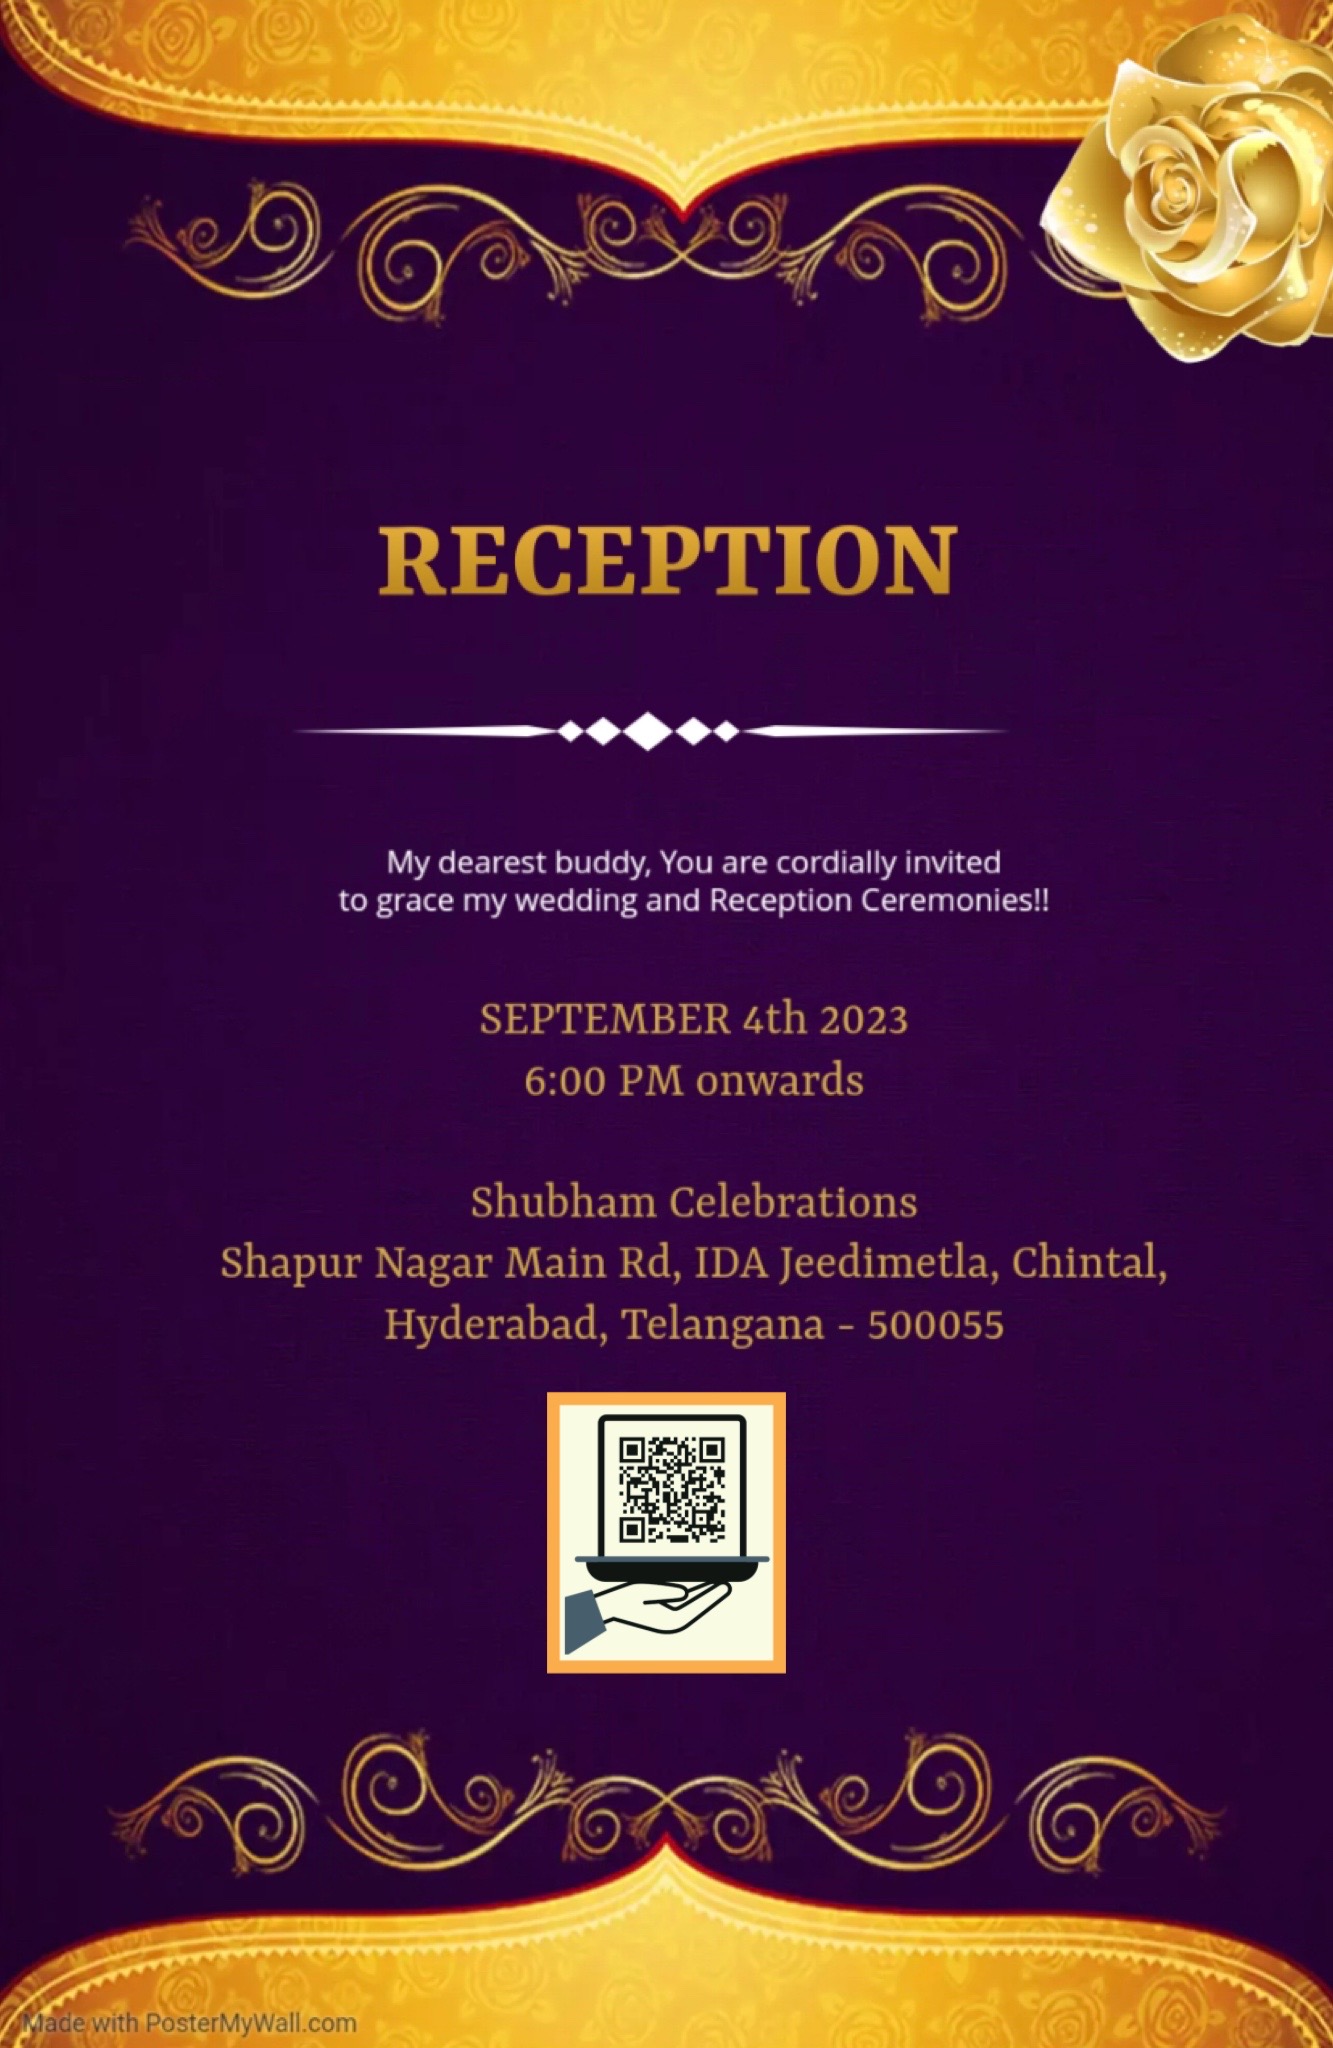 RECEPTION
My dearest buddy, You are cordially invited
to grace my wedding and Reception Ceremonies!!
SEPTEMBER 4th 2023
6:00 PM onwards
Shubham Celebrations
Shapur Nagar Main Rd, IDA Jeedimetla, Chintal,
Hyderabad, Telangana - 500055
Made with PosterMyWall.com